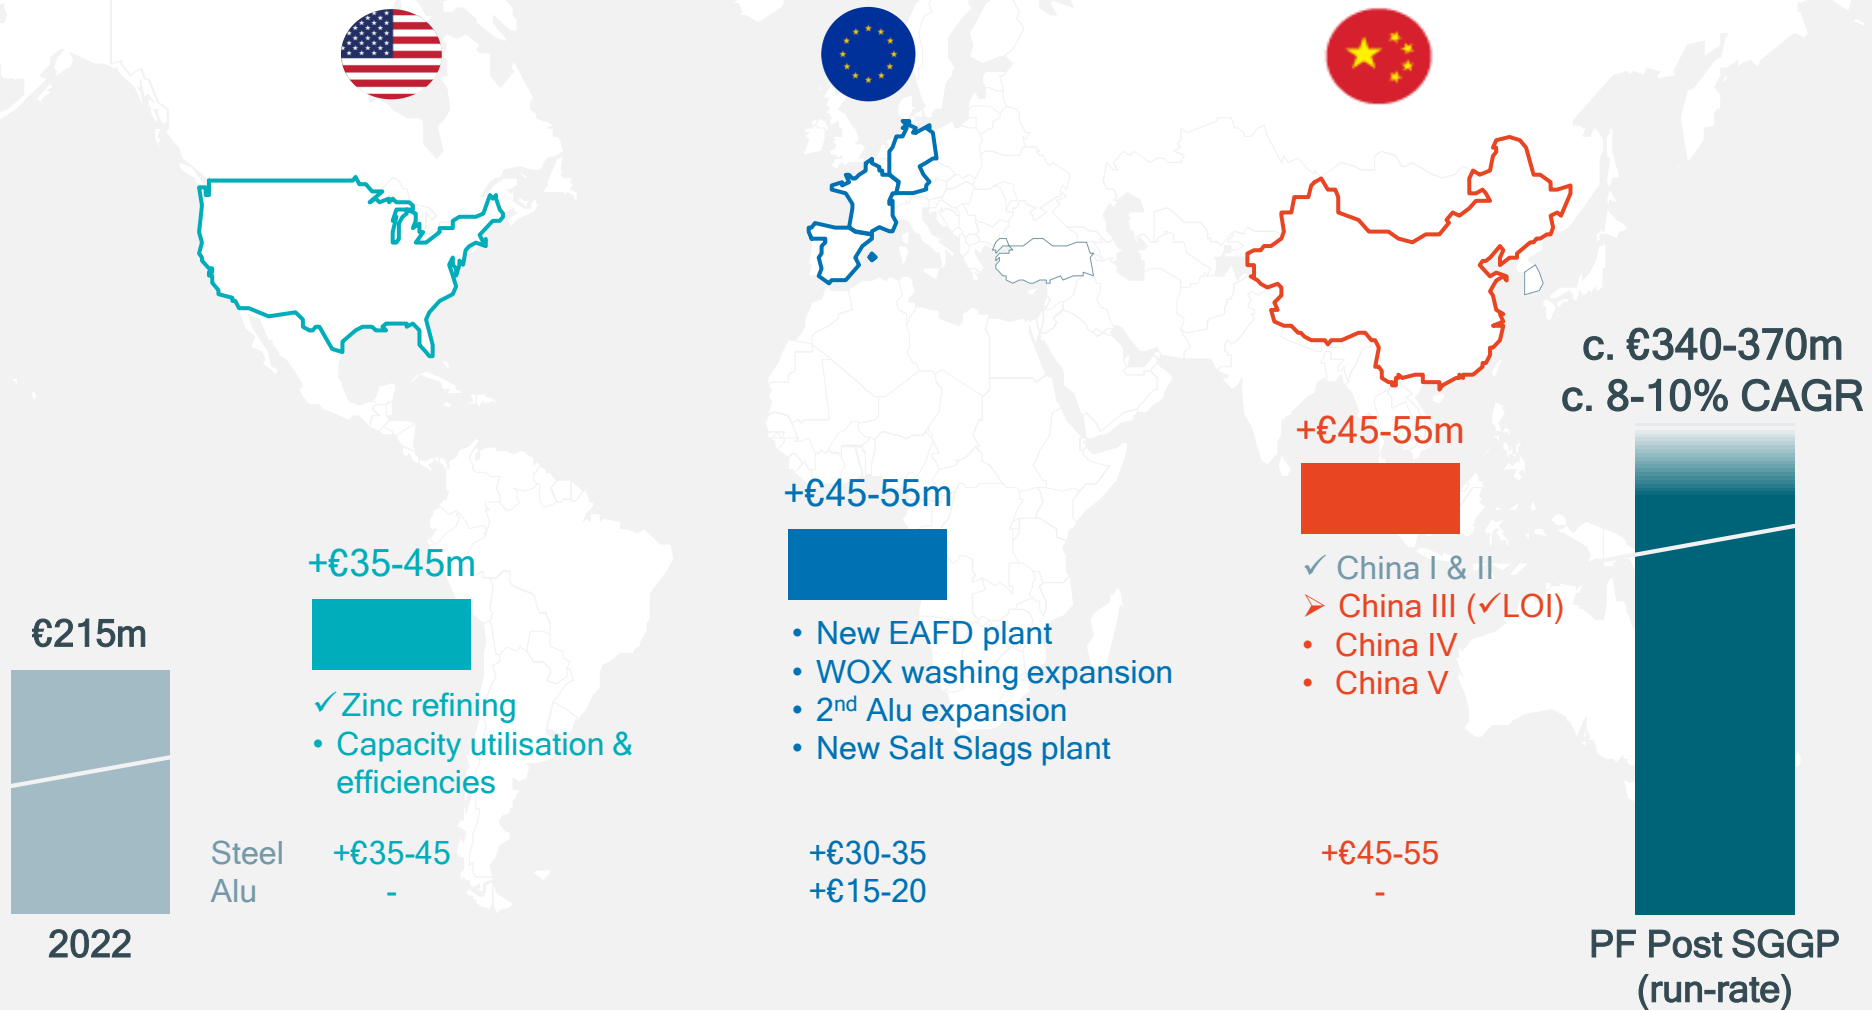 c. €340-370m
c. 8-10% CAGR
+€45-55m
+€45-55m
✓ China I & II
➢ China III (✓LOI)
• China IV
• China V
+€35-45m
• New EAFD plant
• WOX washing expansion
• 2nd Alu expansion
• New Salt Slags plant
€215m
✓ Zinc refining
• Capacity utilisation &
efficiencies
Steel +€35-45 +€30-35 +€45-55
Alu - +€15-20 -
2022
PF Post SGGP
(run-rate)